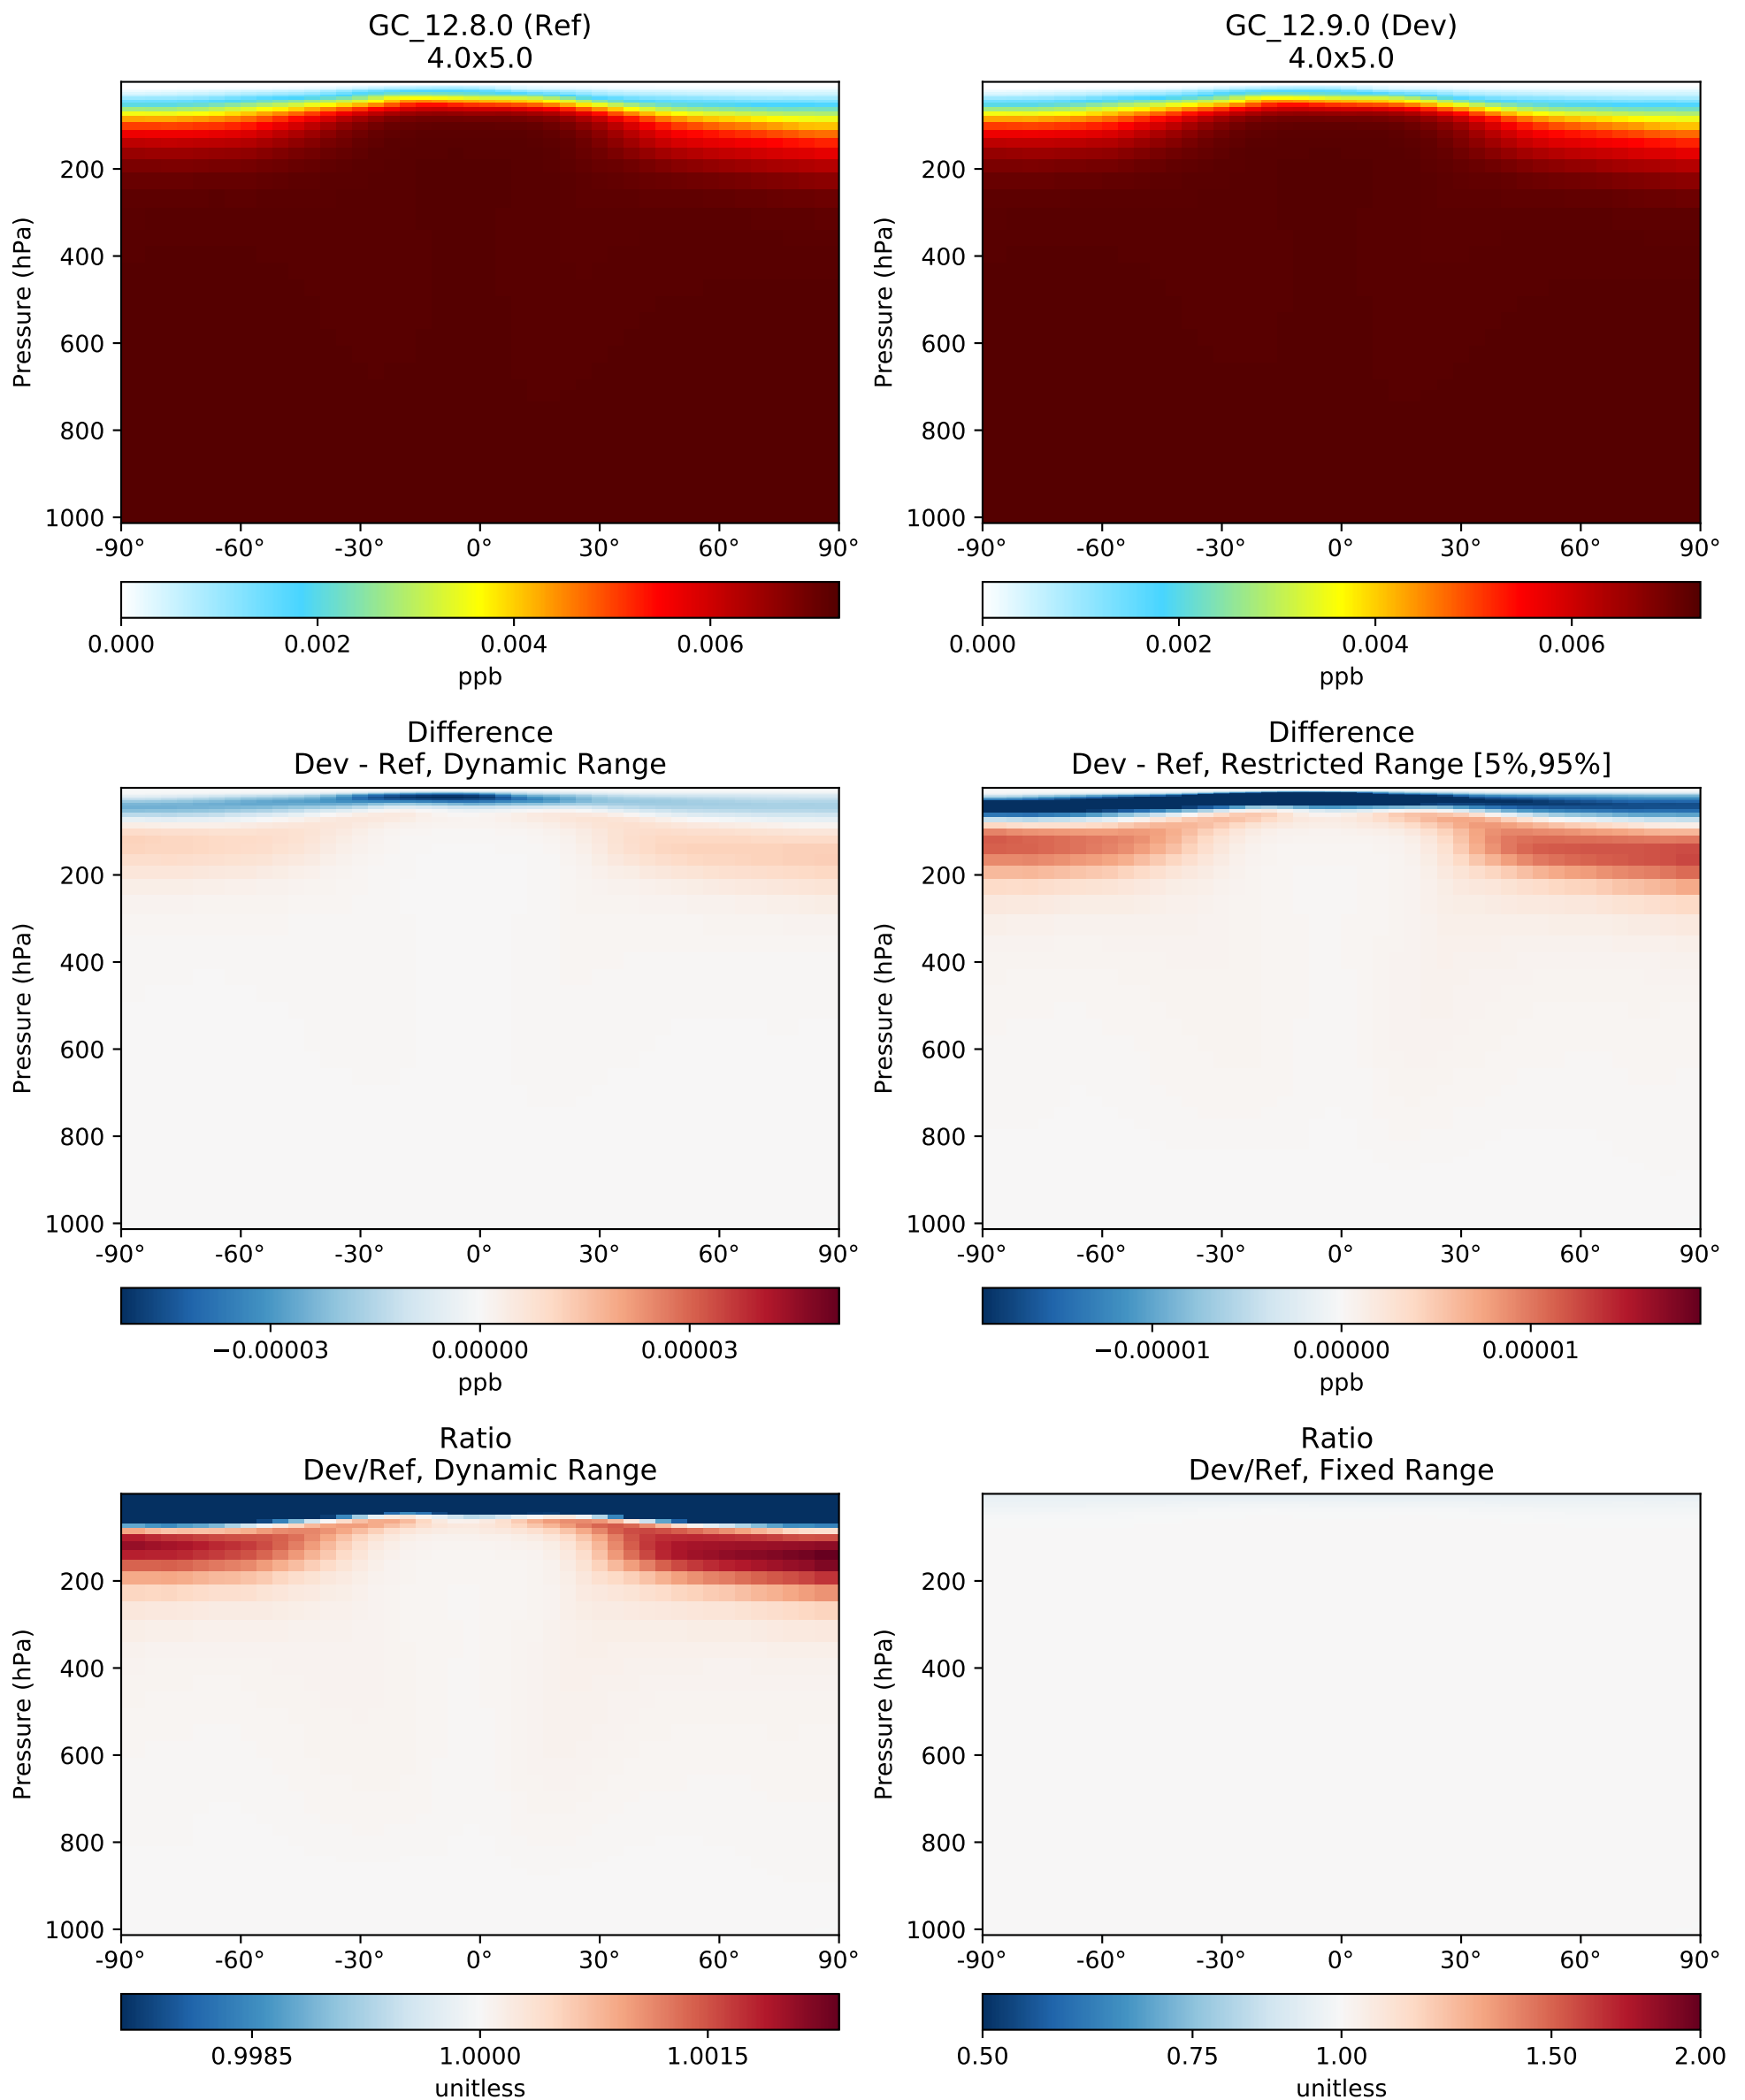 GC_12.8.0 (Ref)
4.0x5.0
Pressure (hPa)
200
400
600
800
1000
-90° -60° -30° 0° 30° 60° 90°
0.000 0.002 0.004 0.006
ppb
GC_12.9.0 (Dev)
4.0x5.0
Pressure (hPa)
200
400
600
800
1000
-90° -60° -30° 0° 30° 60° 90°
0.000 0.002 0.004 0.006
ppb
Difference
Dev - Ref, Dynamic Range
Pressure (hPa)
200
400
600
800
1000
-90° -60° -30° 0° 30° 60° 90°
−0.00003 0.00000 0.00003
ppb
Difference
Dev - Ref, Restricted Range [5%,95%]
Pressure (hPa)
200
400
600
800
1000
-90° -60° -30° 0° 30° 60° 90°
−0.00001 0.00000 0.00001
ppb
Ratio
Dev/Ref, Dynamic Range
Pressure (hPa)
200
400
600
800
1000
-90° -60° -30° 0° 30° 60° 90°
0.9985 1.0000 1.0015
unitless
Ratio
Dev/Ref, Fixed Range
Pressure (hPa)
200
400
600
800
1000
-90° -60° -30° 0° 30° 60° 90°
0.50 0.75 1.00 1.50 2.00
unitless